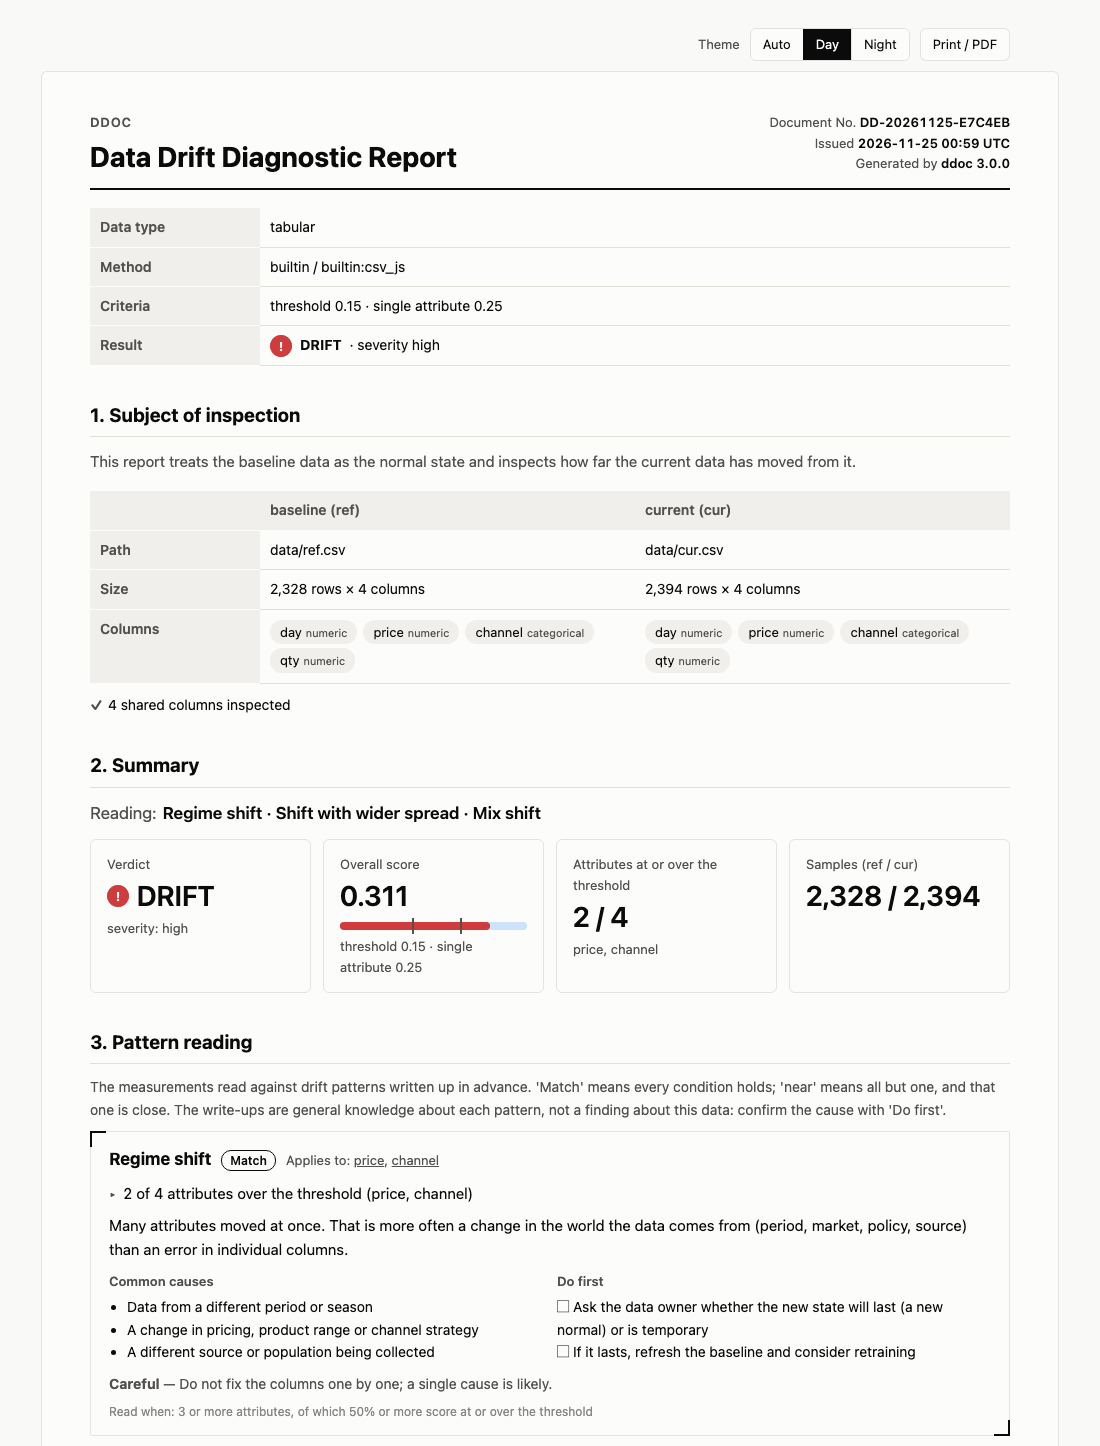 Theme Auto Day Night Print / PDF
DDOC
Data Drift Diagnostic Report
Document No. DD-20261125-E7C4EB
Issued 2026-11-25 00:59 UTC
Generated by ddoc 3.0.0
Data type tabular
Method builtin / builtin:csv_js
Criteria threshold 0.15 · single attribute 0.25
Result ! DRIFT · severity high
1. Subject of inspection
This report treats the baseline data as the normal state and inspects how far the current data has moved from it.
baseline (ref) current (cur)
Path data/ref.csv data/cur.csv
Size 2,328 rows × 4 columns 2,394 rows × 4 columns
Columns day numeric price numeric channel categorical day numeric price numeric channel categorical
qty numeric qty numeric
✓ 4 shared columns inspected
2. Summary
Reading: Regime shift · Shift with wider spread · Mix shift
Verdict
! DRIFT
severity: high
Overall score
0.311
threshold 0.15 · single
attribute 0.25
Attributes at or over the
threshold
2 / 4
price, channel
Samples (ref / cur)
2,328 / 2,394
3. Pattern reading
The measurements read against drift patterns written up in advance. 'Match' means every condition holds; 'near' means all but one, and that
one is close. The write-ups are general knowledge about each pattern, not a finding about this data: confirm the cause with 'Do first'.
Regime shift Match Applies to: price, channel
▸ 2 of 4 attributes over the threshold (price, channel)
Many attributes moved at once. That is more often a change in the world the data comes from (period, market, policy, source)
than an error in individual columns.
Common causes
• Data from a different period or season
• A change in pricing, product range or channel strategy
• A different source or population being collected
Do first
☐ Ask the data owner whether the new state will last (a new
normal) or is temporary
☐ If it lasts, refresh the baseline and consider retraining
Careful — Do not fix the columns one by one; a single cause is likely.
Read when: 3 or more attributes, of which 50% or more score at or over the threshold